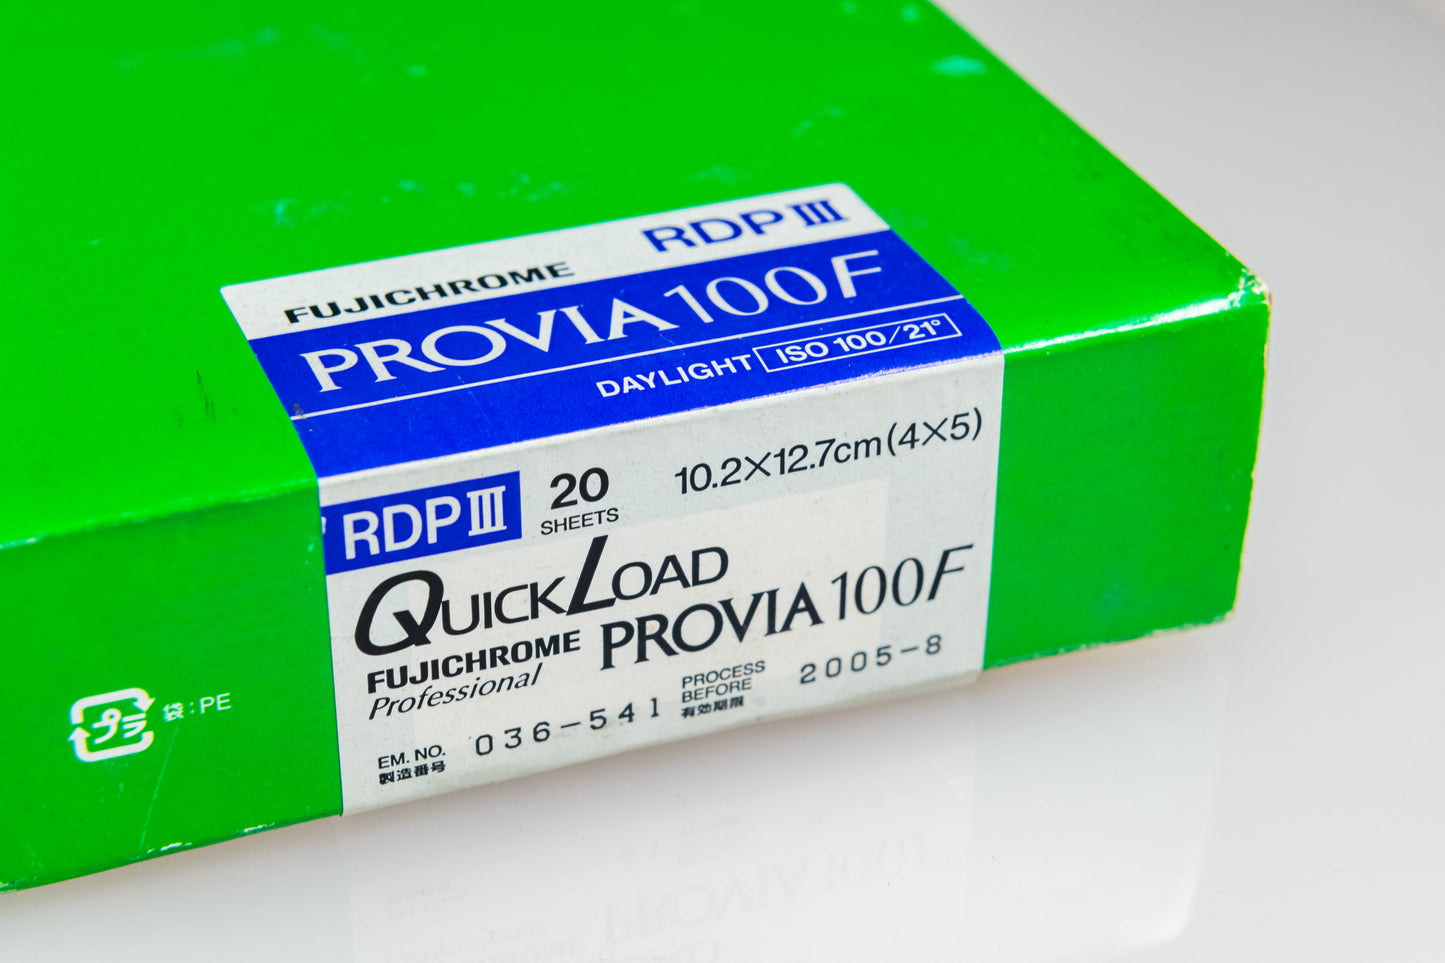 FUJICHROME RDP III
PROVIA 100F
DAYLIGHT ISO 100/21°
RDP III 20 SHEETS 10.2×12.7cm(4×5)
QUICKLOAD
FUJICHROME PROVIA 100F
Professional
EM. NO. 036-541 PROCESS BEFORE 2005-8
製造番号 有効期限
プラ 袋:PE